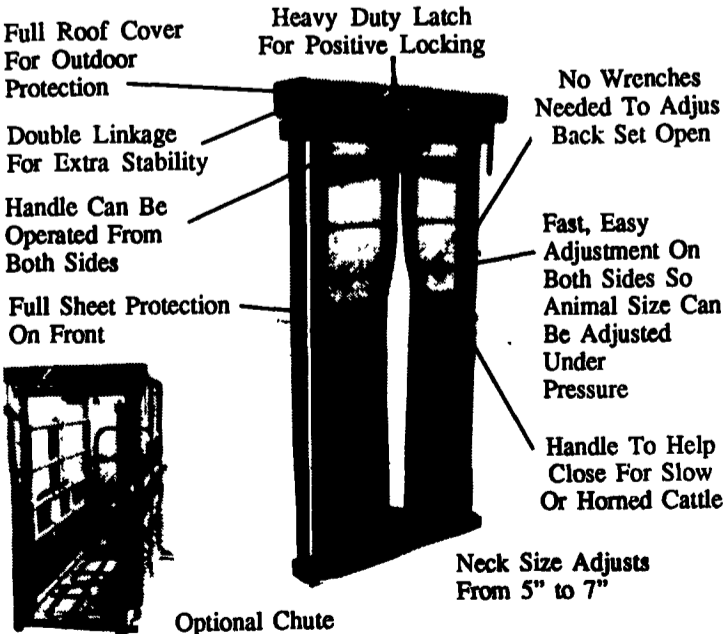 Full Roof Cover
For Outdoor
Protection
Heavy Duty Latch
For Positive Locking
Double Linkage
For Extra Stability
Handle Can Be
Operated From
Both Sides
Full Sheet Protection
On Front
No Wrenches
Needed To Adjus
Back Set Open
Fast, Easy
Adjustment On
Both Sides So
Animal Size Can
Be Adjusted
Under
Pressure
Handle To Help
Close For Slow
Or Horned Cattle
Neck Size Adjusts
From 5" to 7"
Optional Chute